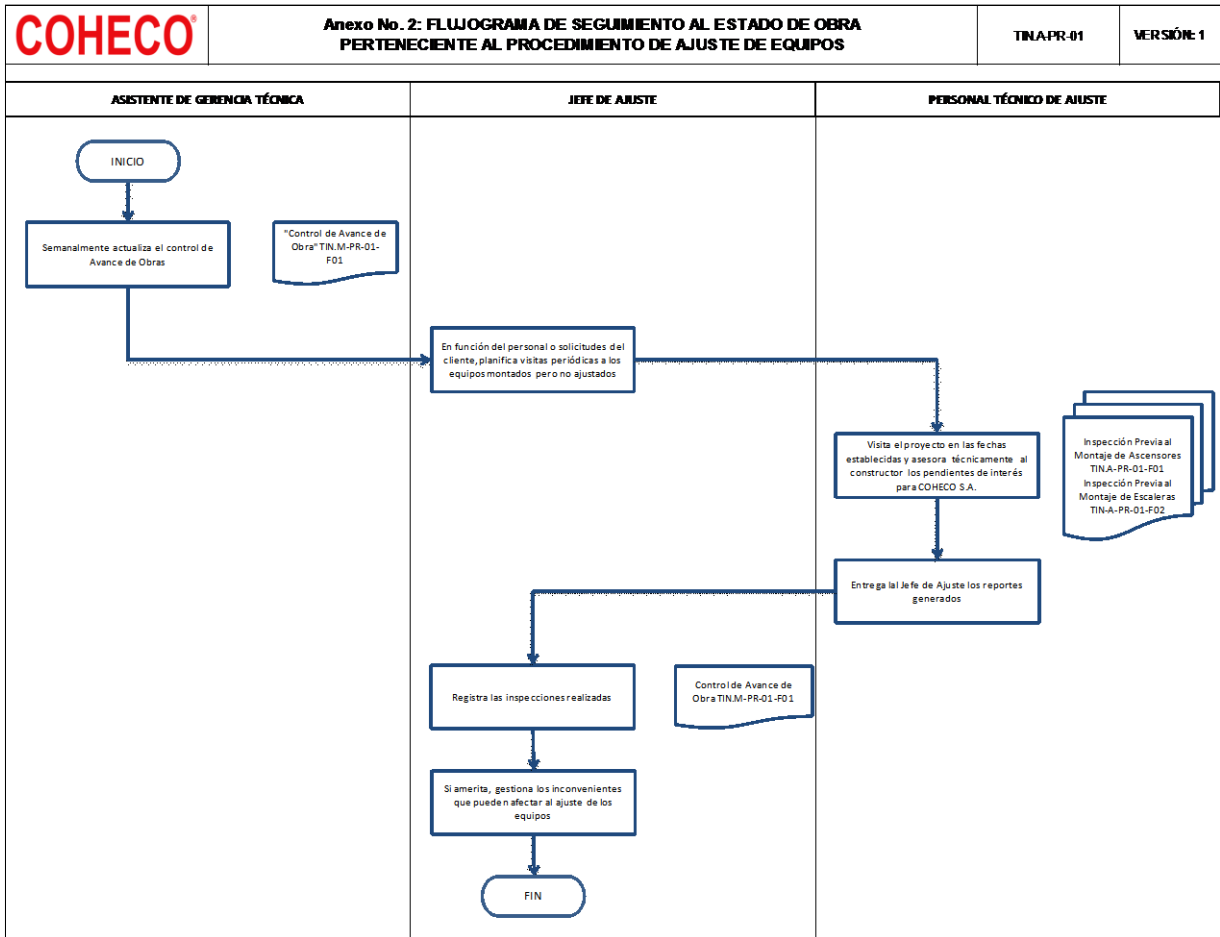 COHECO®
Anexo No. 2: FLUJOGRAMA DE SEGUIMIENTO AL ESTADO DE OBRA
PERTENECIENTE AL PROCEDIMIENTO DE AJUSTE DE EQUIPOS
TIN.A-PR-01
VERSIÓN: 1
ASISTENTE DE GERENCIA TÉCNICA
JEFE DE AJUSTE
PERSONAL TÉCNICO DE AJUSTE
INICIO
Semanalmente actualiza el control de
Avance de Obras
"Control de Avance de
Obra" TIN.M-PR-01-
F01
En función del personal o solicitudes del
cliente, planifica visitas periódicas a los
equipos montados pero no ajustados
Visita el proyecto en las fechas
establecidas y asesora técnicamente al
constructor los pendientes de interés
para COHECO S.A.
Inspección Previa al
Montaje de Ascensores
TIN.A-PR-01-F01
Inspección Previa al
Montaje de Escaleras
TIN-A-PR-01-F02
Entrega lal Jefe de Ajuste los reportes
generados
Registra las inspecciones realizadas
Control de Avance de
Obra TIN.M-PR-01-F01
Si amerita, gestiona los inconvenientes
que pueden afectar al ajuste de los
equipos
FIN